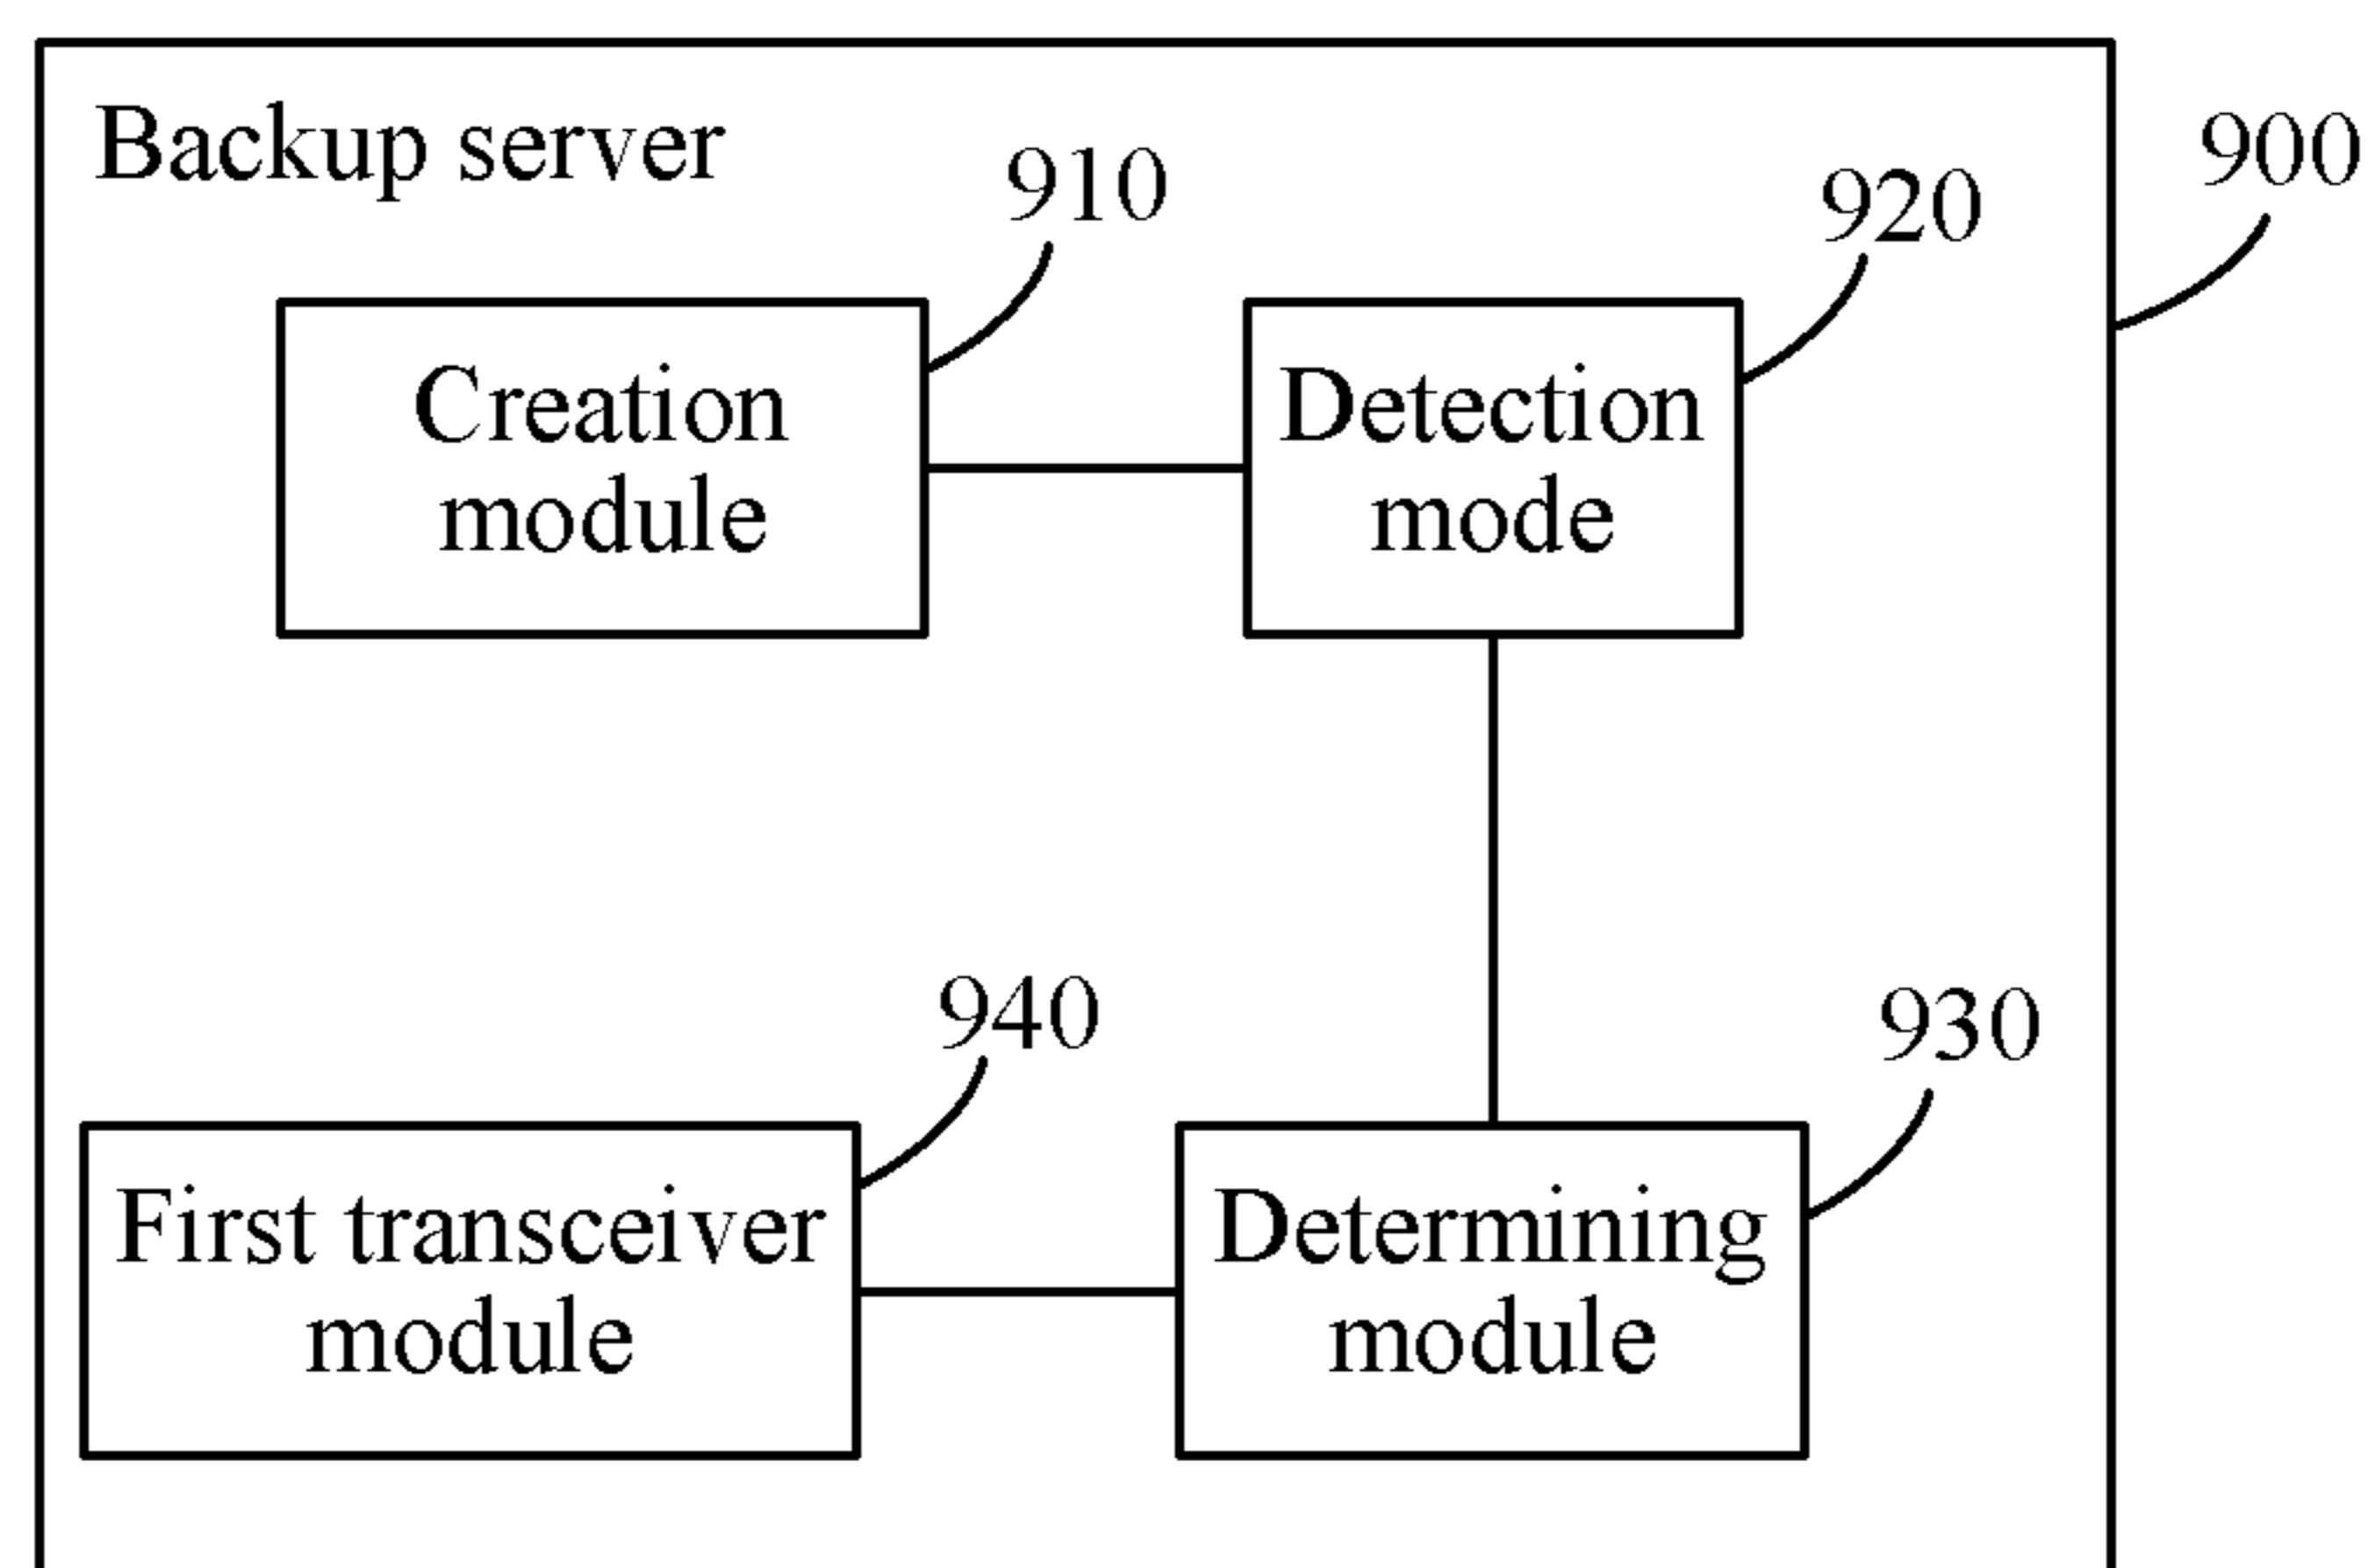 Backup server
900
910
920
Creation
module
Detection
mode
940
930
First transceiver
module
Determining
module